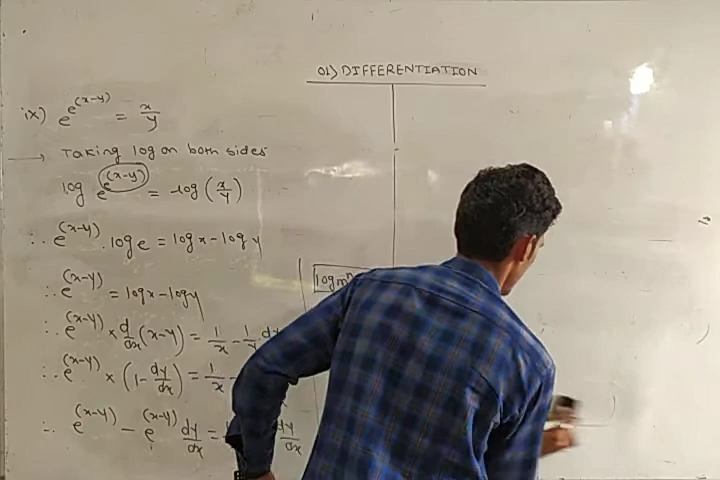 01) DIFFERENTIATION
ix) e^e^(x-y) = x/y
→ Taking log on both sides
log e^e^(x-y) = log (x/y)
∴ e^(x-y) . log e = log x - log y
∴ e^(x-y) = log x - log y
log m^n
∴ e^(x-y) × d/dx (x-y) = 1/x - 1/y dy
∴ e^(x-y) × (1 - dy/dx) = 1/x -
∴ e^(x-y) - e^(x-y) dy/dx = dy/dx